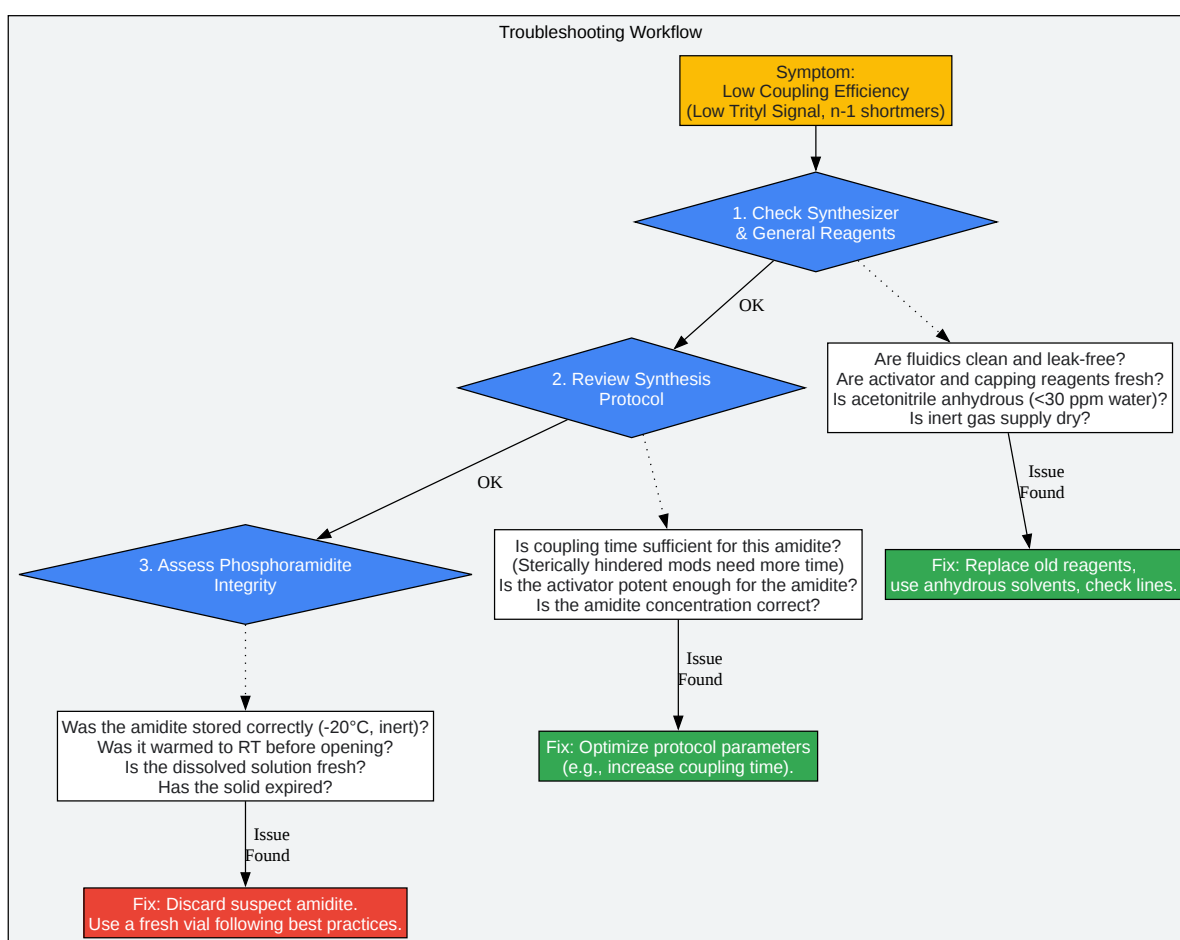 Troubleshooting Workflow
Symptom:
Low Coupling Efficiency
(Low Trityl Signal, n-1 shortmers)
1. Check Synthesizer
& General Reagents
OK
Are fluidics clean and leak-free?
Are activator and capping reagents fresh?
Is acetonitrile anhydrous (<30 ppm water)?
Is inert gas supply dry?
2. Review Synthesis
Protocol
Issue
Found
OK
3. Assess Phosphoramidite
Integrity
Is coupling time sufficient for this amidite?
(Sterically hindered mods need more time)
Is the activator potent enough for the amidite?
Is the amidite concentration correct?
Fix: Replace old reagents,
use anhydrous solvents, check lines.
Issue
Found
Was the amidite stored correctly (-20°C, inert)?
Was it warmed to RT before opening?
Is the dissolved solution fresh?
Has the solid expired?
Fix: Optimize protocol parameters
(e.g., increase coupling time).
Issue
Found
Fix: Discard suspect amidite.
Use a fresh vial following best practices.